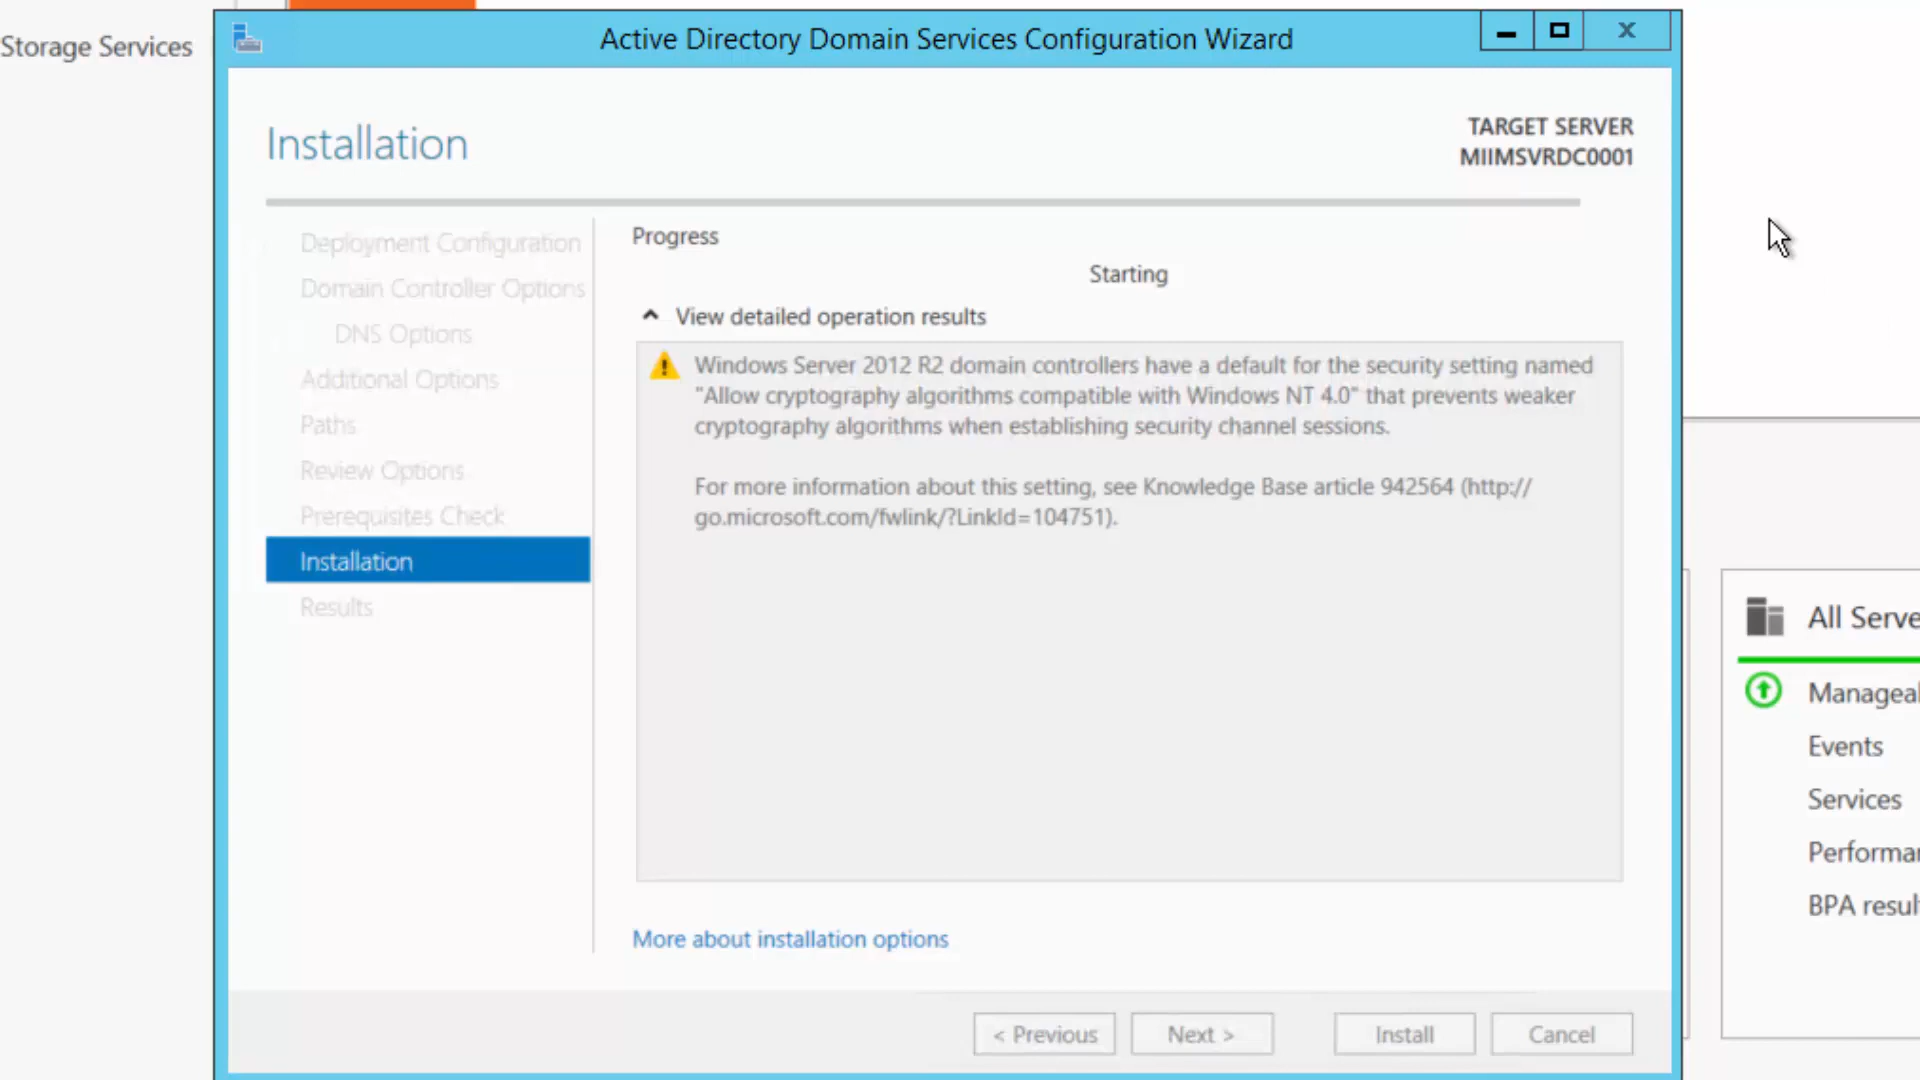 Storage Services
Active Directory Domain Services Configuration Wizard
X
Installation
TARGET SERVER
MIIMSVRDC0001
Deployment Configuration
Domain Controller Options
DNS Options
Additional Options
Paths
Review Options
Prerequisites Check
Installation
Results
Progress
Starting
View detailed operation results
Windows Server 2012 R2 domain controllers have a default for the security setting named
"Allow cryptography algorithms compatible with Windows NT 4.0" that prevents weaker
cryptography algorithms when establishing security channel sessions.
For more information about this setting, see Knowledge Base article 942564 (http://
go.microsoft.com/fwlink/?LinkId=104751).
More about installation options
< Previous
Next >
Install
Cancel
All Serve
Manageal
Events
Services
Performan
BPA result